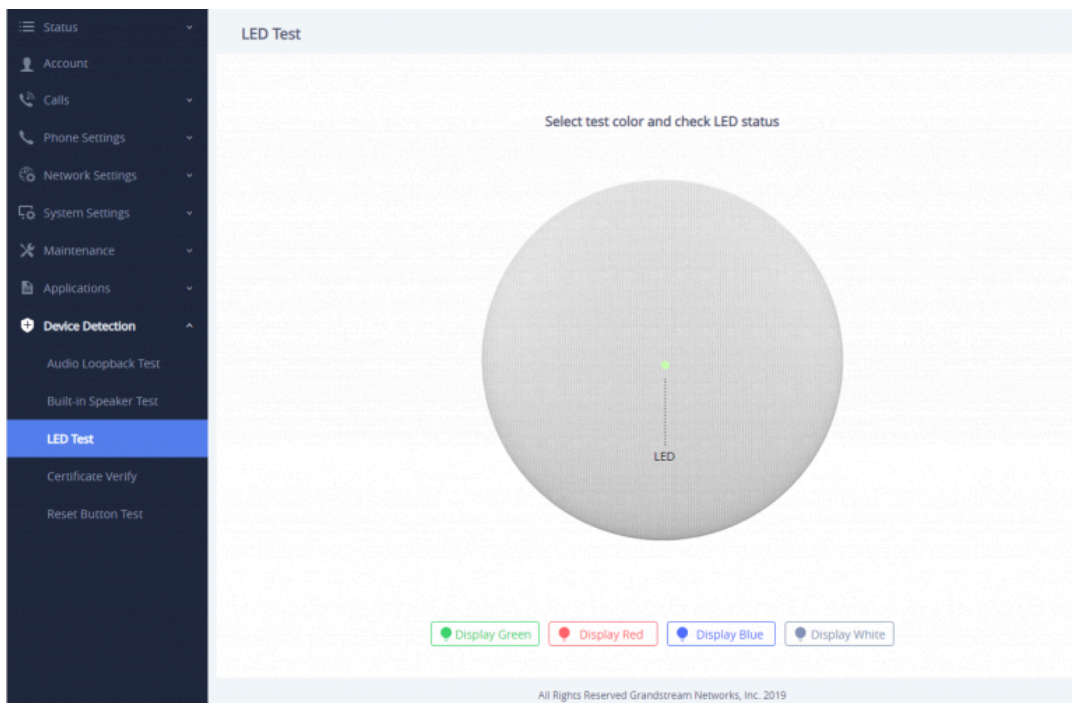 Status
Account
Calls
Phone Settings
Network Settings
System Settings
Maintenance
Applications
Device Detection
Audio Loopback Test
Built-in Speaker Test
LED Test
Certificate Verify
Reset Button Test
LED Test
Select test color and check LED status
LED
Display Green Display Red Display Blue Display White
All Rights Reserved Grandstream Networks, Inc. 2019